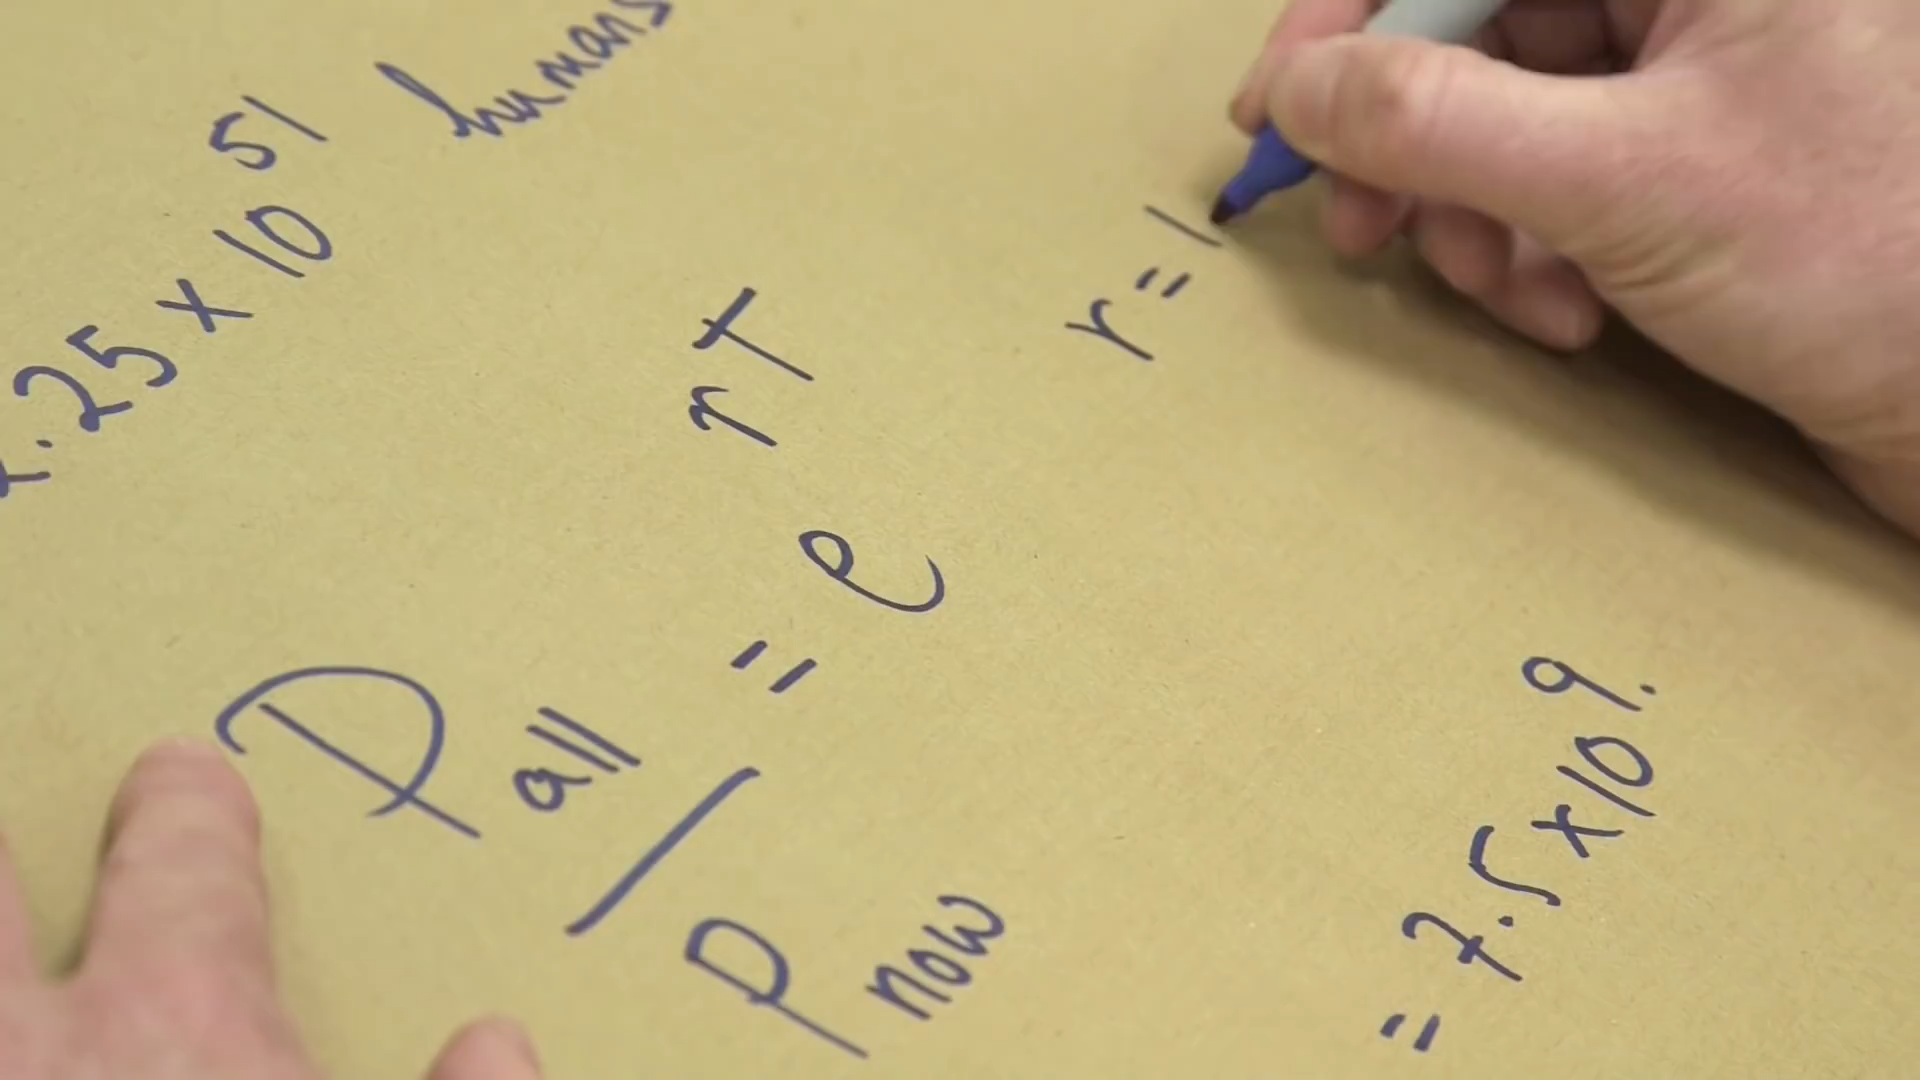 .25 x 10^51 humans
P all / P now = e^rT
r = 1
= 7.5 x 10^9.